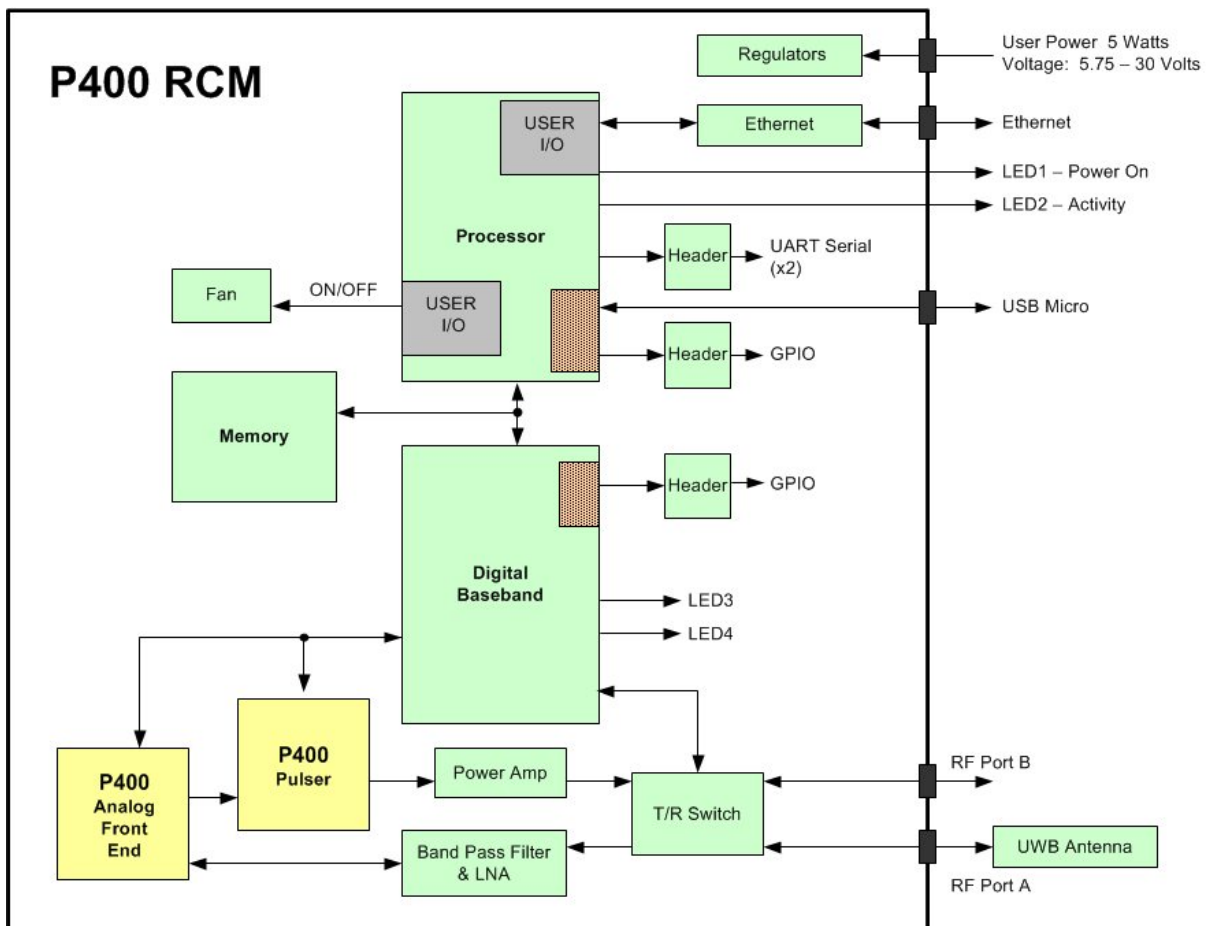 P400 RCM
Regulators
User Power 5 Watts
Voltage: 5.75 – 30 Volts
USER
I/O
Ethernet
Ethernet
LED1 – Power On
LED2 – Activity
Processor
Header
UART Serial
(x2)
Fan
ON/OFF
USER
I/O
USB Micro
Header
GPIO
Memory
Header
GPIO
Digital
Baseband
LED3
LED4
P400
Pulser
P400
Analog
Front
End
Power Amp
T/R Switch
RF Port B
Band Pass Filter
& LNA
UWB Antenna
RF Port A